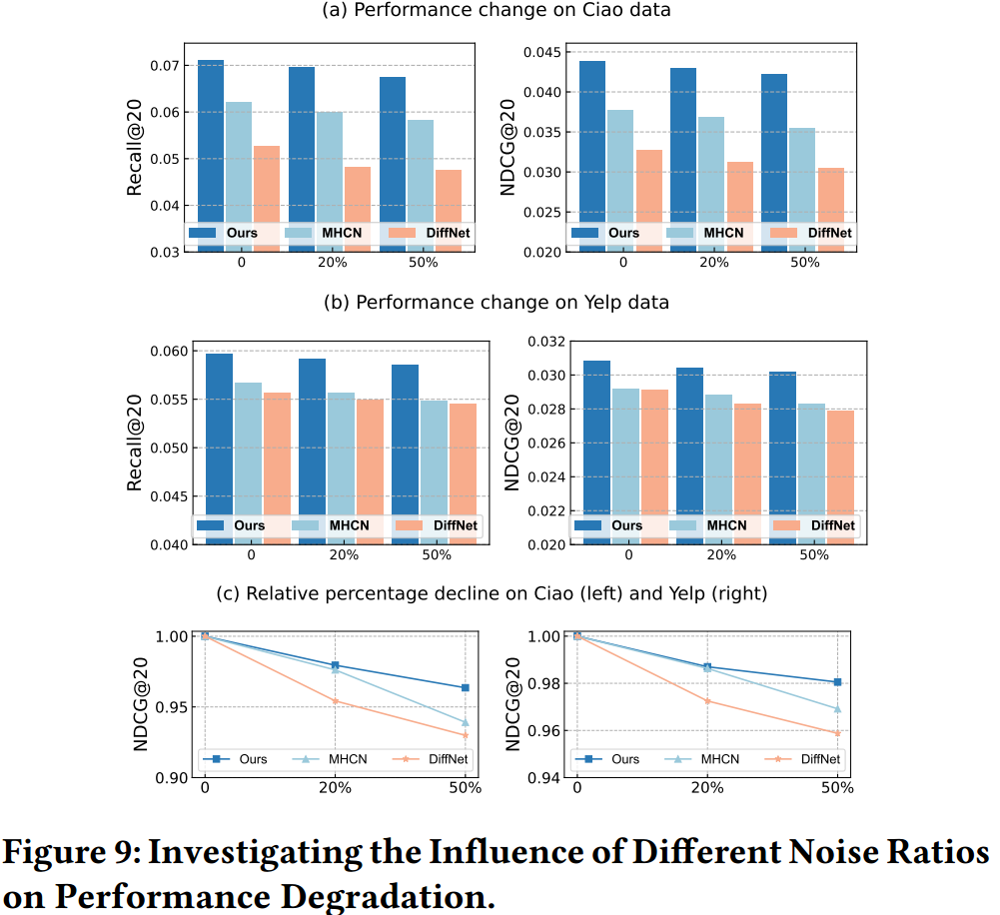 (a) Performance change on Ciao data
Recall@20
0.07
0.06
0.05
0.04
0.03
Ours MHCN DiffNet
0 20% 50%
NDCG@20
0.045
0.040
0.035
0.030
0.025
0.020
Ours MHCN DiffNet
0 20% 50%
(b) Performance change on Yelp data
Recall@20
0.060
0.055
0.050
0.045
0.040
Ours MHCN DiffNet
0 20% 50%
NDCG@20
0.032
0.030
0.028
0.026
0.024
0.022
0.020
Ours MHCN DiffNet
0 20% 50%
(c) Relative percentage decline on Ciao (left) and Yelp (right)
NDCG@20
1.00
0.95
0.90
Ours MHCN DiffNet
0 20% 50%
NDCG@20
1.00
0.98
0.96
0.94
Ours MHCN DiffNet
0 20% 50%
Figure 9: Investigating the Influence of Different Noise Ratios
on Performance Degradation.